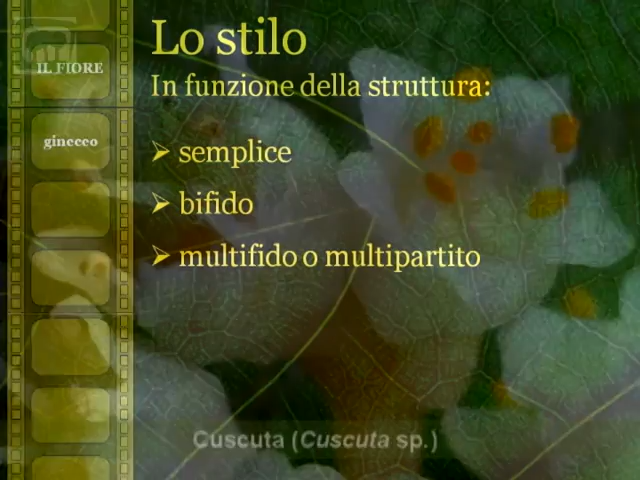 Lo stilo
In funzione della struttura:
IL FIORE
gineceo
➢ semplice
➢ bifido
➢ multifido o multipartito
Cuscuta (Cuscuta sp.)